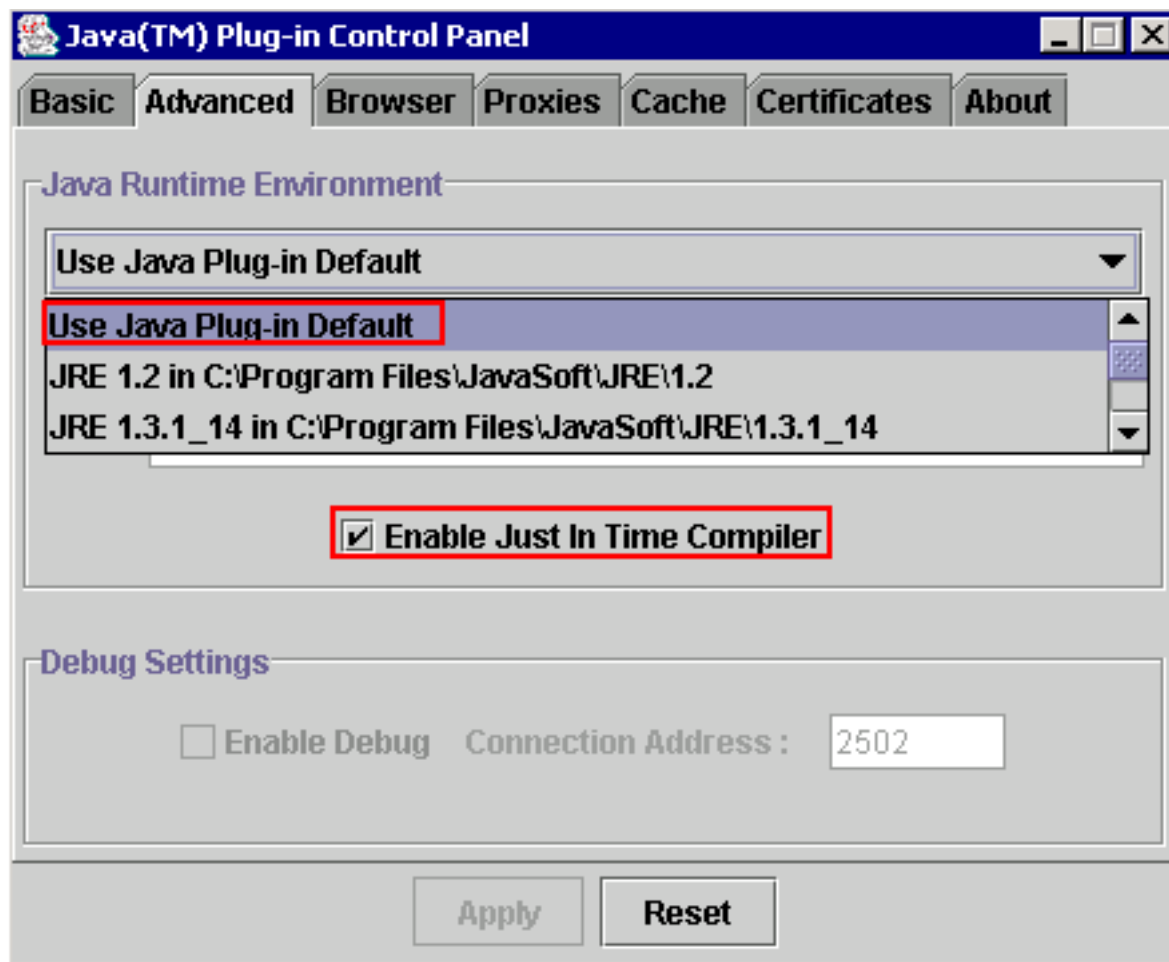 Java(TM) Plug-in Control Panel
Basic Advanced Browser Proxies Cache Certificates About
Java Runtime Environment
Use Java Plug-in Default
Use Java Plug-in Default
JRE 1.2 in C:\Program Files\JavaSoft\JRE\1.2
JRE 1.3.1_14 in C:\Program Files\JavaSoft\JRE\1.3.1_14
Enable Just In Time Compiler
Debug Settings
Enable Debug Connection Address : 2502
Apply Reset